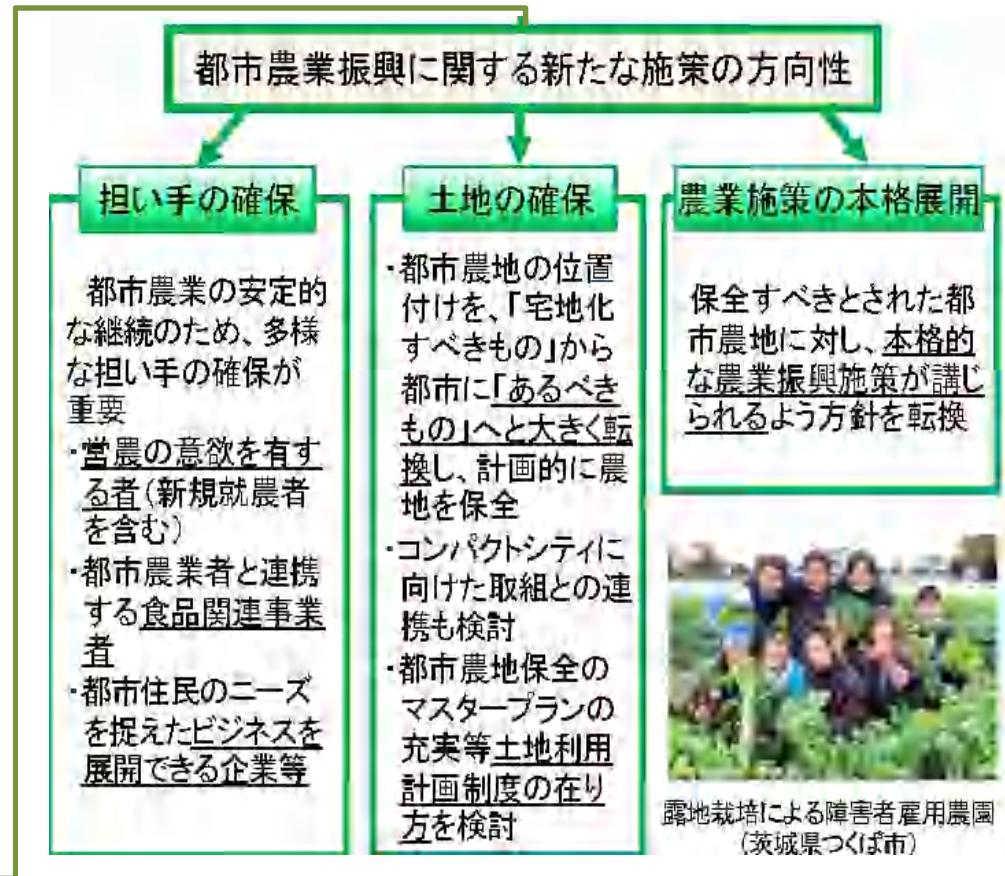 都市農業振興に関する新たな施策の方向性
担い手の確保
都市農業の安定的
な継続のため、多様
な担い手の確保が
重要
・営農の意欲を有す
る者(新規就農者
を含む)
・都市農業者と連携
する食品関連事業
者
・都市住民のニーズ
を捉えたビジネスを
展開できる企業等
土地の確保
・都市農地の位置
付けを、「宅地化
すべきもの」から
都市に「あるべき
もの」へと大きく転
換し、計画的に農
地を保全
・コンパクトシティに
向けた取組との連
携も検討
・都市農地保全の
マスタープランの
充実等土地利用
計画制度の在り
方を検討
農業施策の本格展開
保全すべきとされた都
市農地に対し、本格的
な農業振興施策が講じ
られるよう方針を転換
露地栽培による障害者雇用農園
(茨城県つくば市)